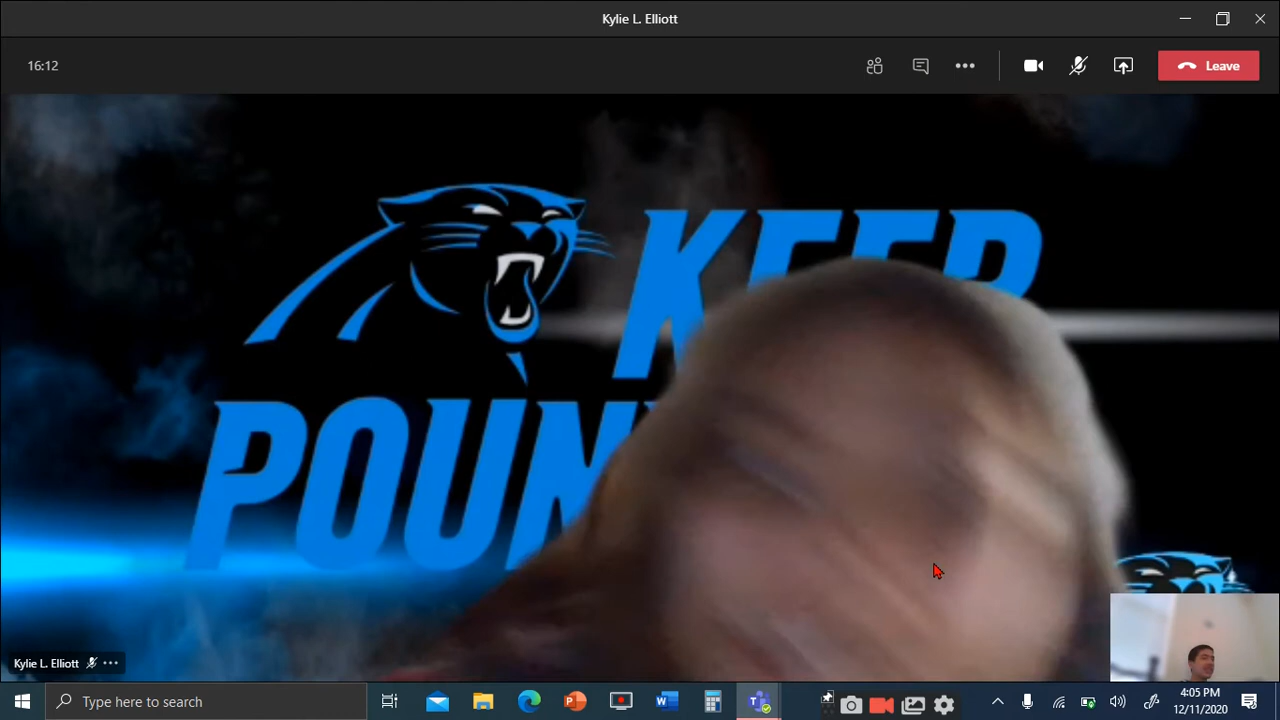 Kylie L. Elliott
16:12
Leave
KEEP
POUN
Kylie L. Elliott
Type here to search
4:05 PM
12/11/2020